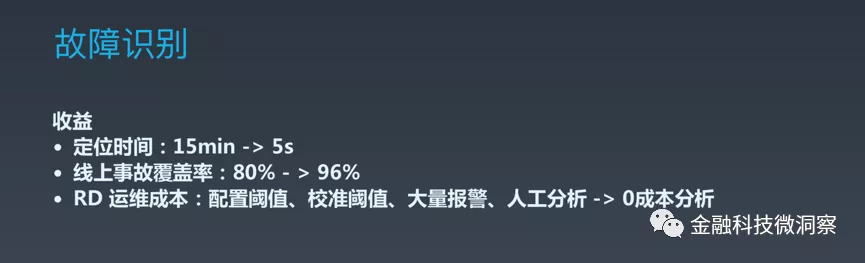 故障识别
收益
• 定位时间：15min -> 5s
• 线上事故覆盖率：80% - > 96%
• RD 运维成本：配置阈值、校准阈值、大量报警、人工分析 -> 0成本分析
金融科技微洞察